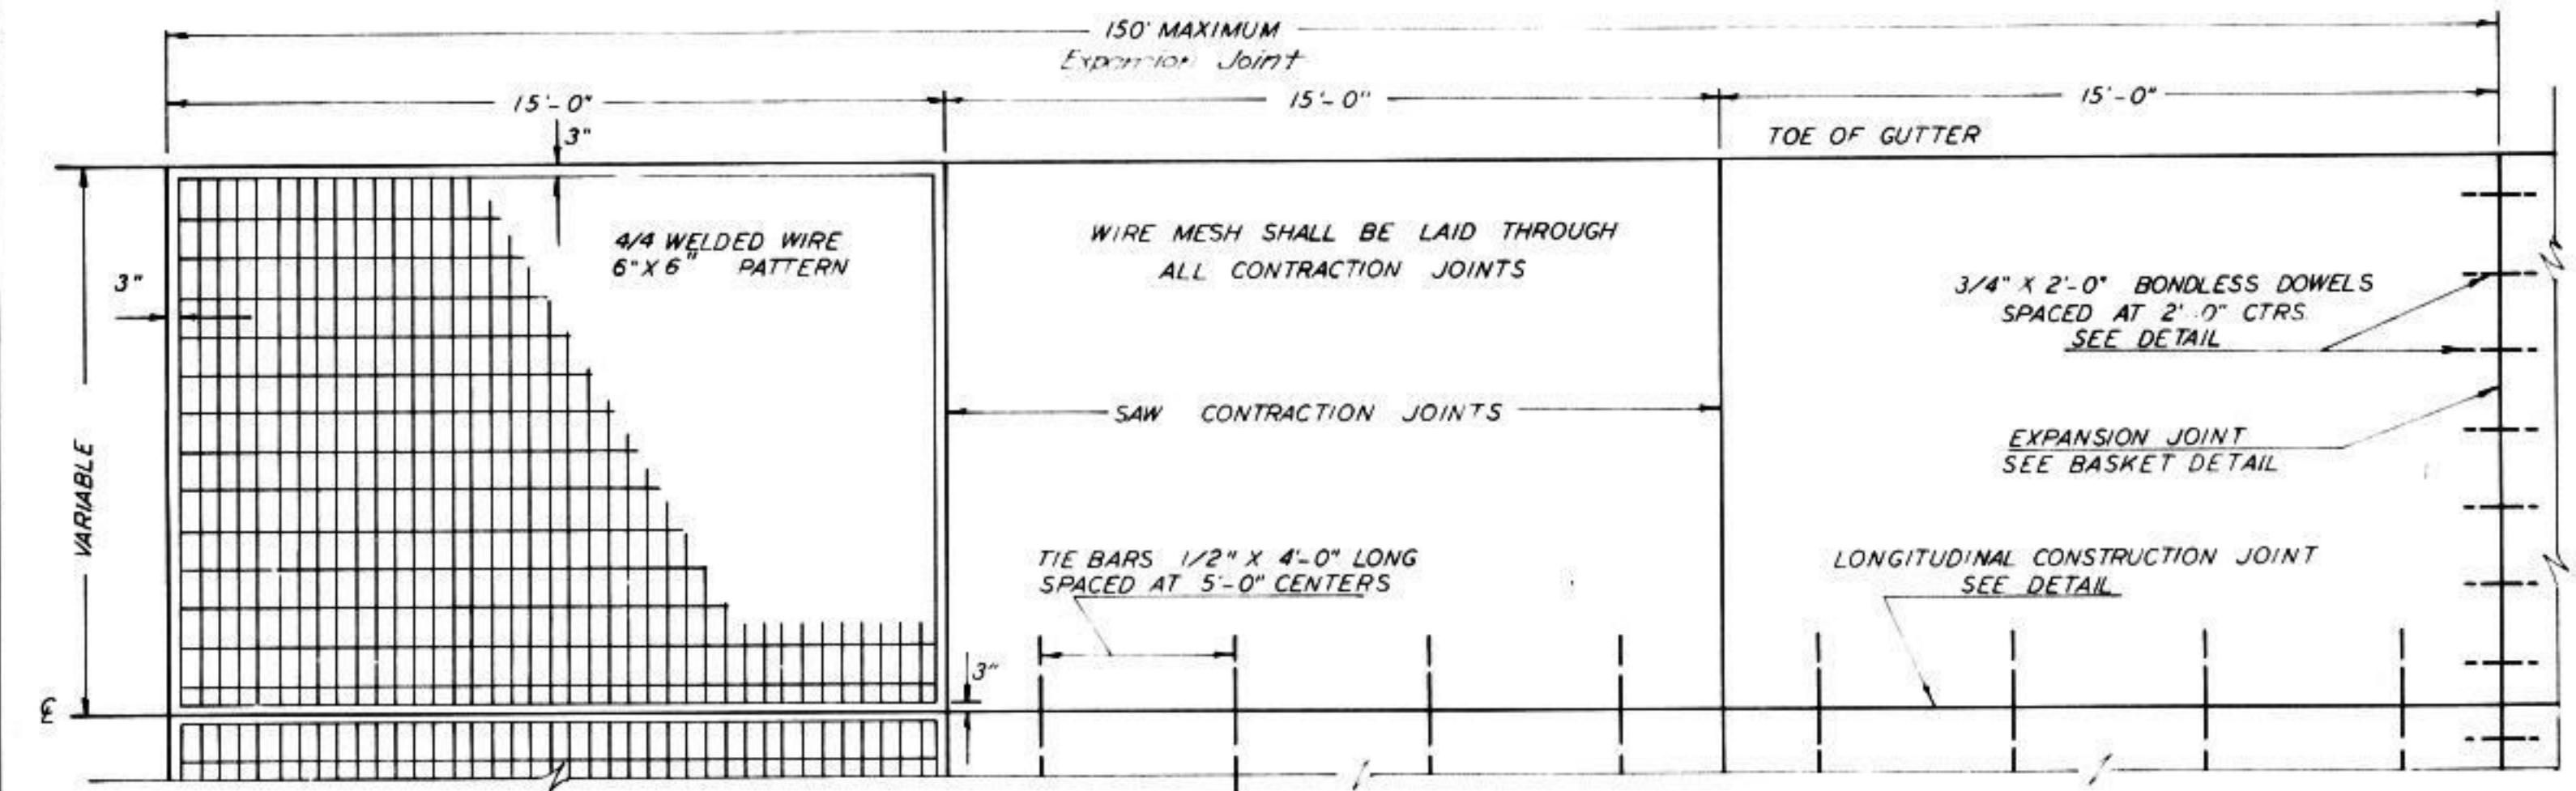 150' MAXIMUM
Expansion Joint
15'-0"
15'-0"
15'-0"
3"
TOE OF GUTTER
4/4 WELDED WIRE
6" X 6" PATTERN
WIRE MESH SHALL BE LAID THROUGH
ALL CONTRACTION JOINTS
3"
3/4" X 2'-0" BONDLESS DOWELS
SPACED AT 2'-0" CTRS.
SEE DETAIL
SAW CONTRACTION JOINTS
VARIABLE
EXPANSION JOINT
SEE BASKET DETAIL
TIE BARS 1/2" X 4'-0" LONG
SPACED AT 5'-0" CENTERS
LONGITUDINAL CONSTRUCTION JOINT
SEE DETAIL
3"
℄